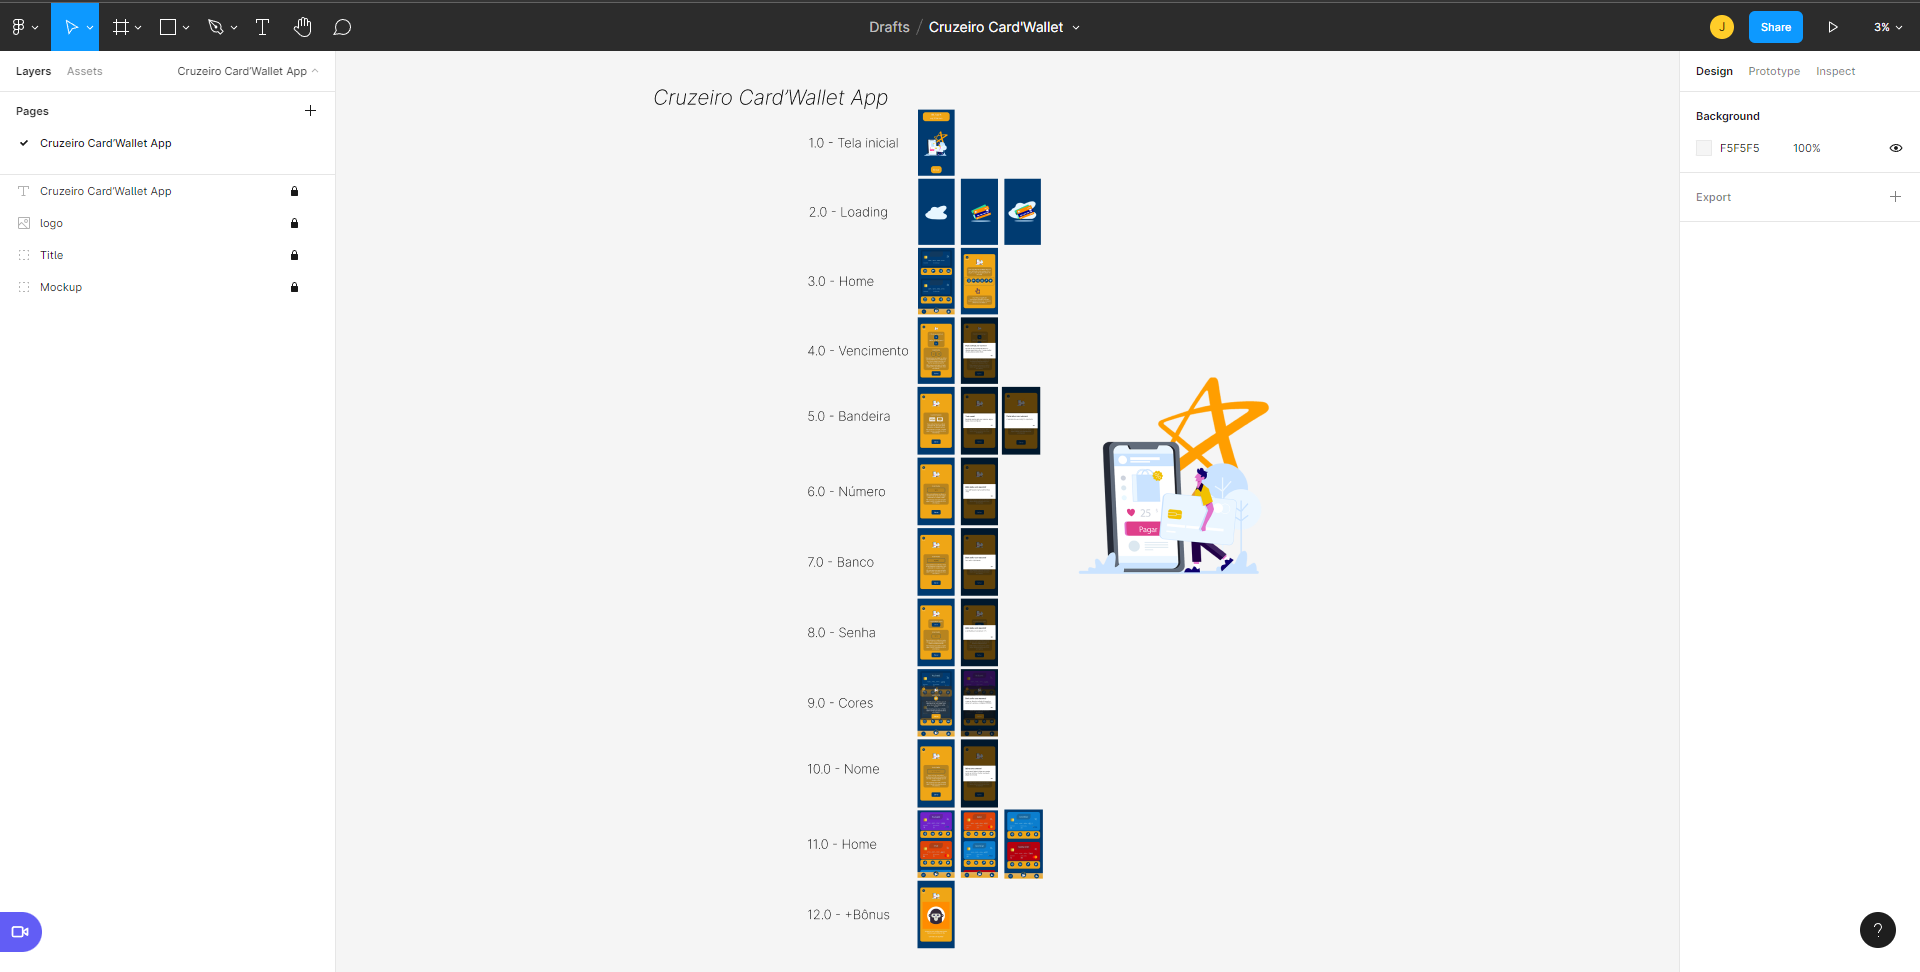 Drafts / Cruzeiro Card'Wallet
J
Share
3%
Layers
Assets
Cruzeiro Card'Wallet App
Pages
Cruzeiro Card'Wallet App
Cruzeiro Card'Wallet App
logo
Title
Mockup
Cruzeiro Card'Wallet App
1.0 - Tela inicial
2.0 - Loading
3.0 - Home
4.0 - Vencimento
5.0 - Bandeira
6.0 - Número
7.0 - Banco
8.0 - Senha
9.0 - Cores
10.0 - Nome
11.0 - Home
12.0 - +Bônus
25
Pagar
Design
Prototype
Inspect
Background
F5F5F5
100%
Export
?